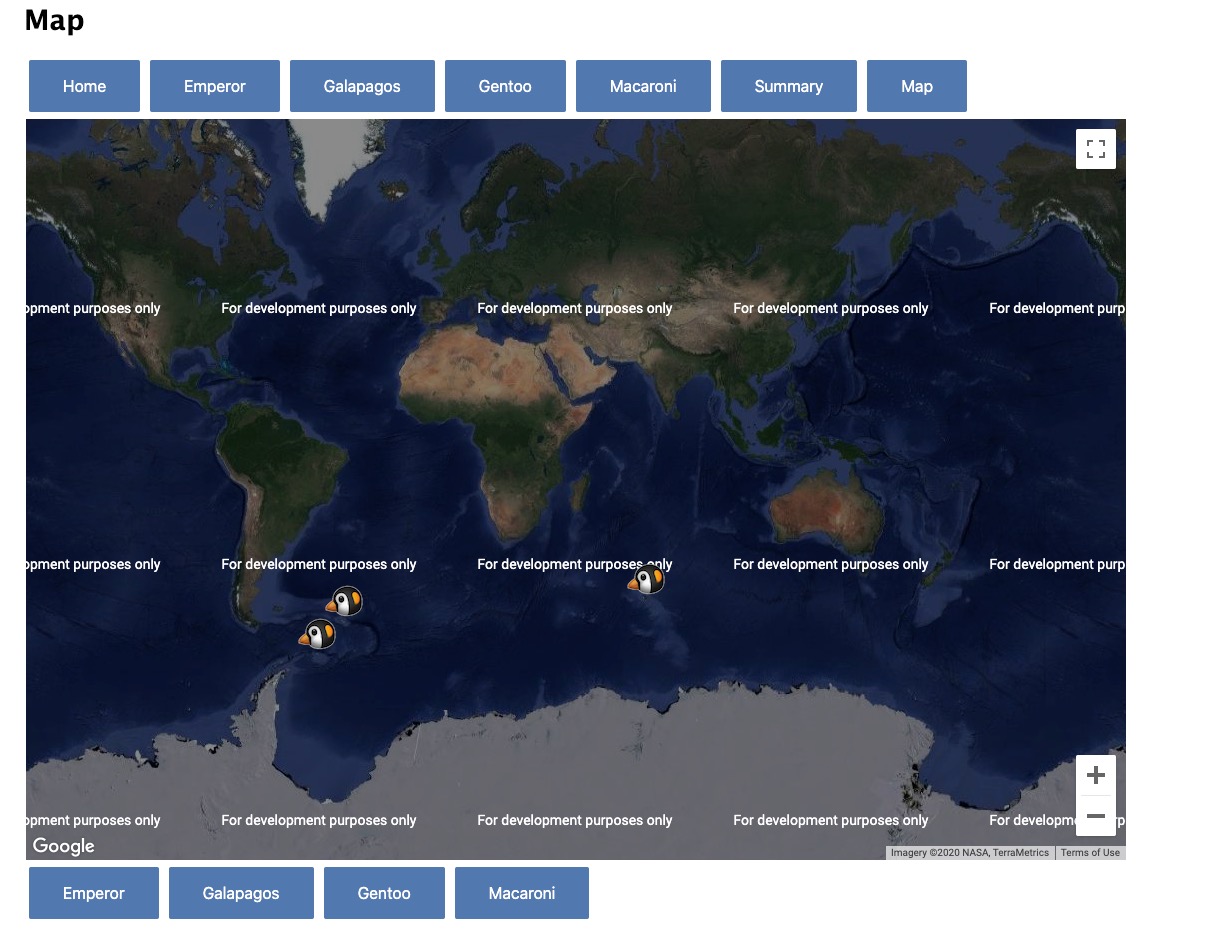 Map
Home Emperor Galapagos Gentoo Macaroni Summary Map
opment purposes only For development purposes only For development purposes only For development purposes only For development purp
opment purposes only For development purposes only For development purposes only For development purposes only For development purp
opment purposes only For development purposes only For development purposes only For development purposes only For developm rp
Google
Imagery ©2020 NASA, TerraMetrics Terms of Use
Emperor Galapagos Gentoo Macaroni